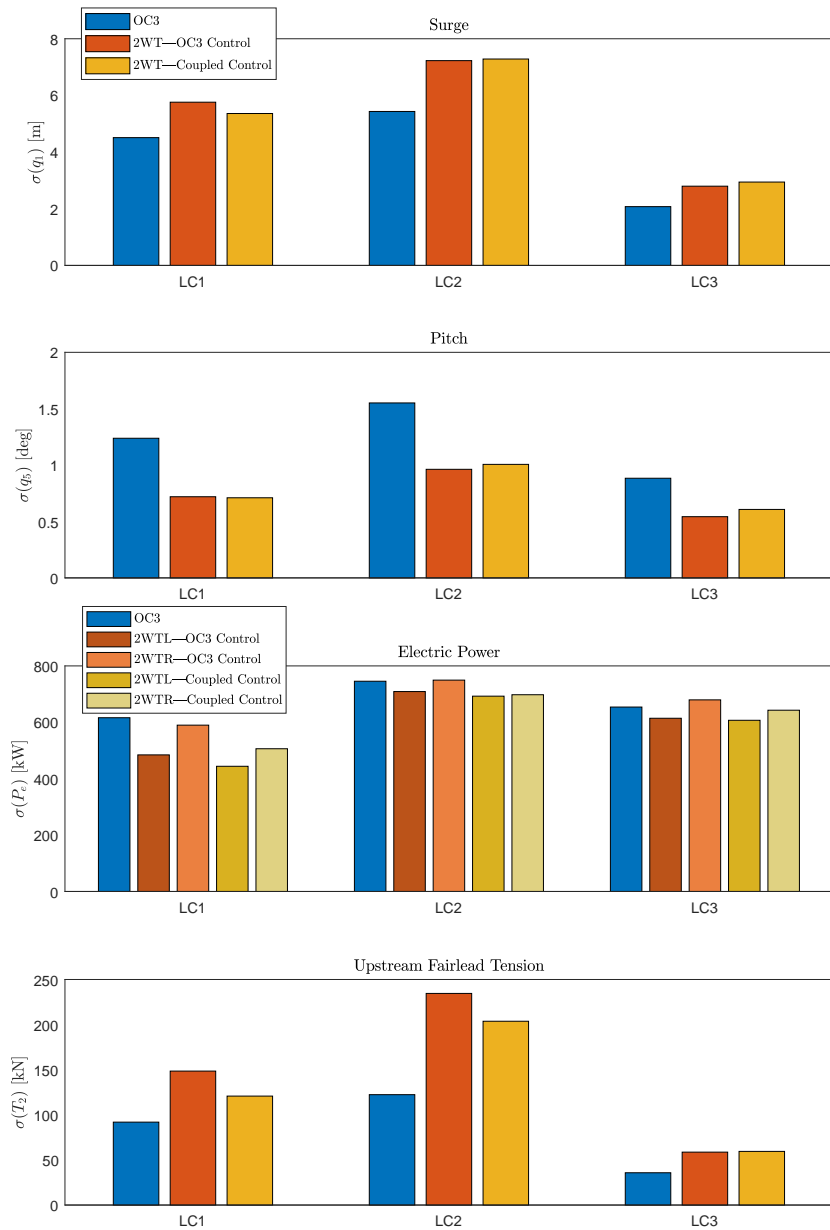 OC3
2WT—OC3 Control
2WT—Coupled Control
Surge
σ(q₁) [m]
8
6
4
2
0
LC1 LC2 LC3
Pitch
σ(q₅) [deg]
2
1.5
1
0.5
0
LC1 LC2 LC3
OC3
2WTL—OC3 Control
2WTR—OC3 Control
2WTL—Coupled Control
2WTR—Coupled Control
Electric Power
σ(Pₑ) [kW]
800
600
400
200
0
LC1 LC2 LC3
Upstream Fairlead Tension
σ(T₂) [kN]
250
200
150
100
50
0
LC1 LC2 LC3